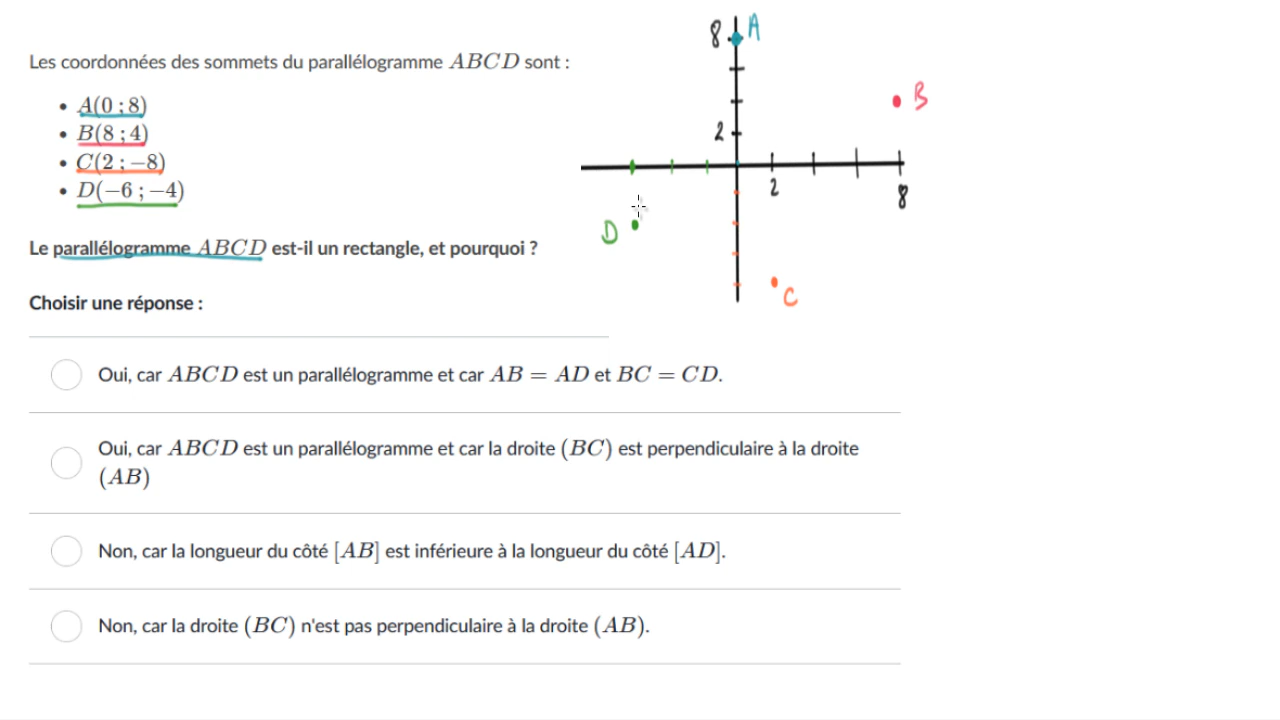 Les coordonnées des sommets du parallélogramme ABCD sont :
• A(0 ; 8)
• B(8 ; 4)
• C(2 ; −8)
• D(−6 ; −4)
Le parallélogramme ABCD est-il un rectangle, et pourquoi ?
Choisir une réponse :
Oui, car ABCD est un parallélogramme et car AB = AD et BC = CD.
Oui, car ABCD est un parallélogramme et car la droite (BC) est perpendiculaire à la droite
(AB)
Non, car la longueur du côté [AB] est inférieure à la longueur du côté [AD].
Non, car la droite (BC) n'est pas perpendiculaire à la droite (AB).
8 A
B
2
2
8
D
C